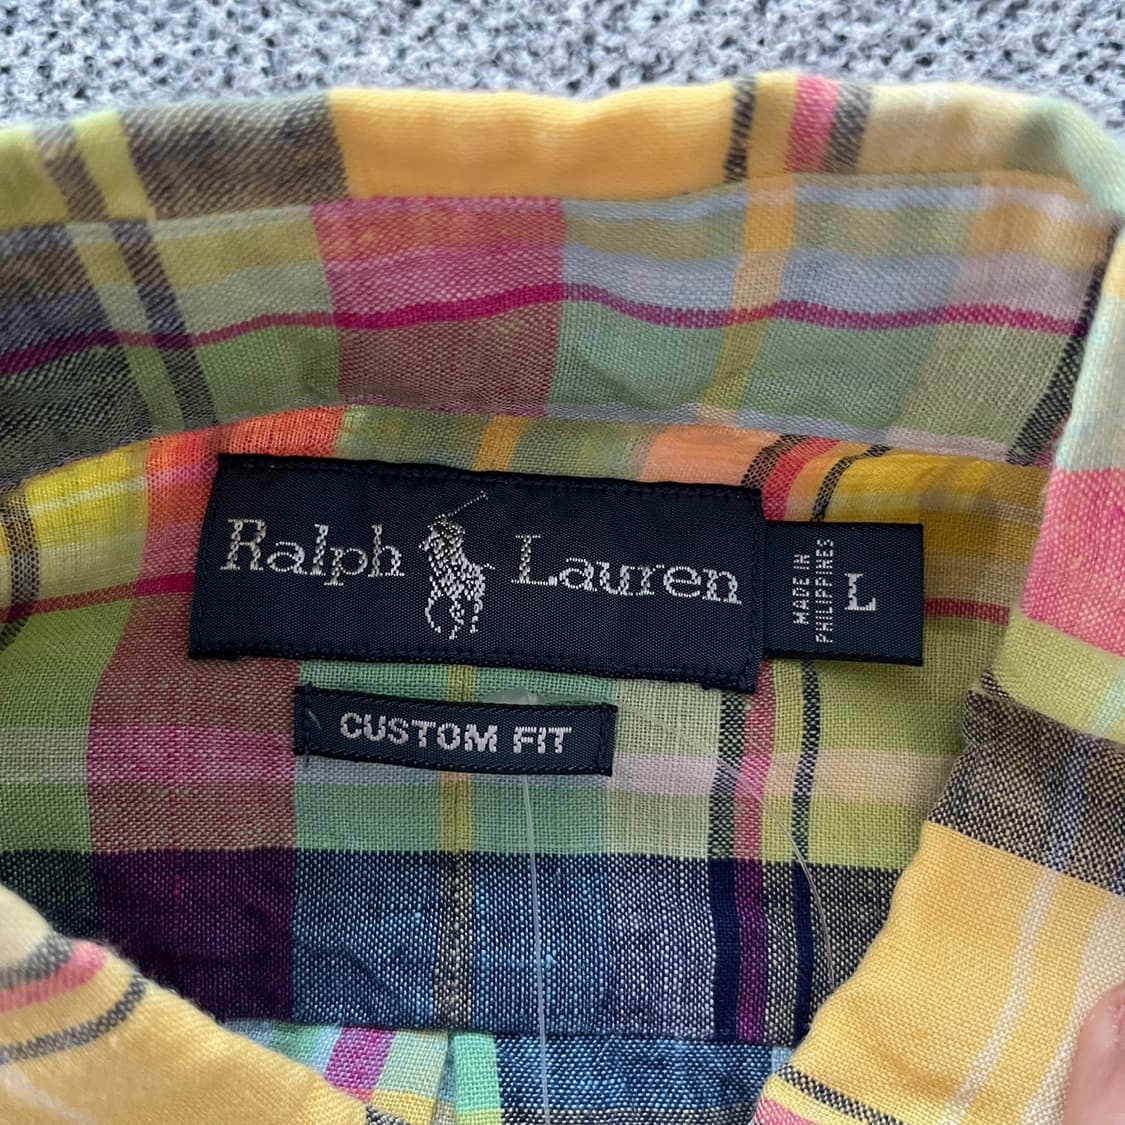 Ralph Lauren
MADE IN
PHILIPPINES
L
CUSTOM FIT